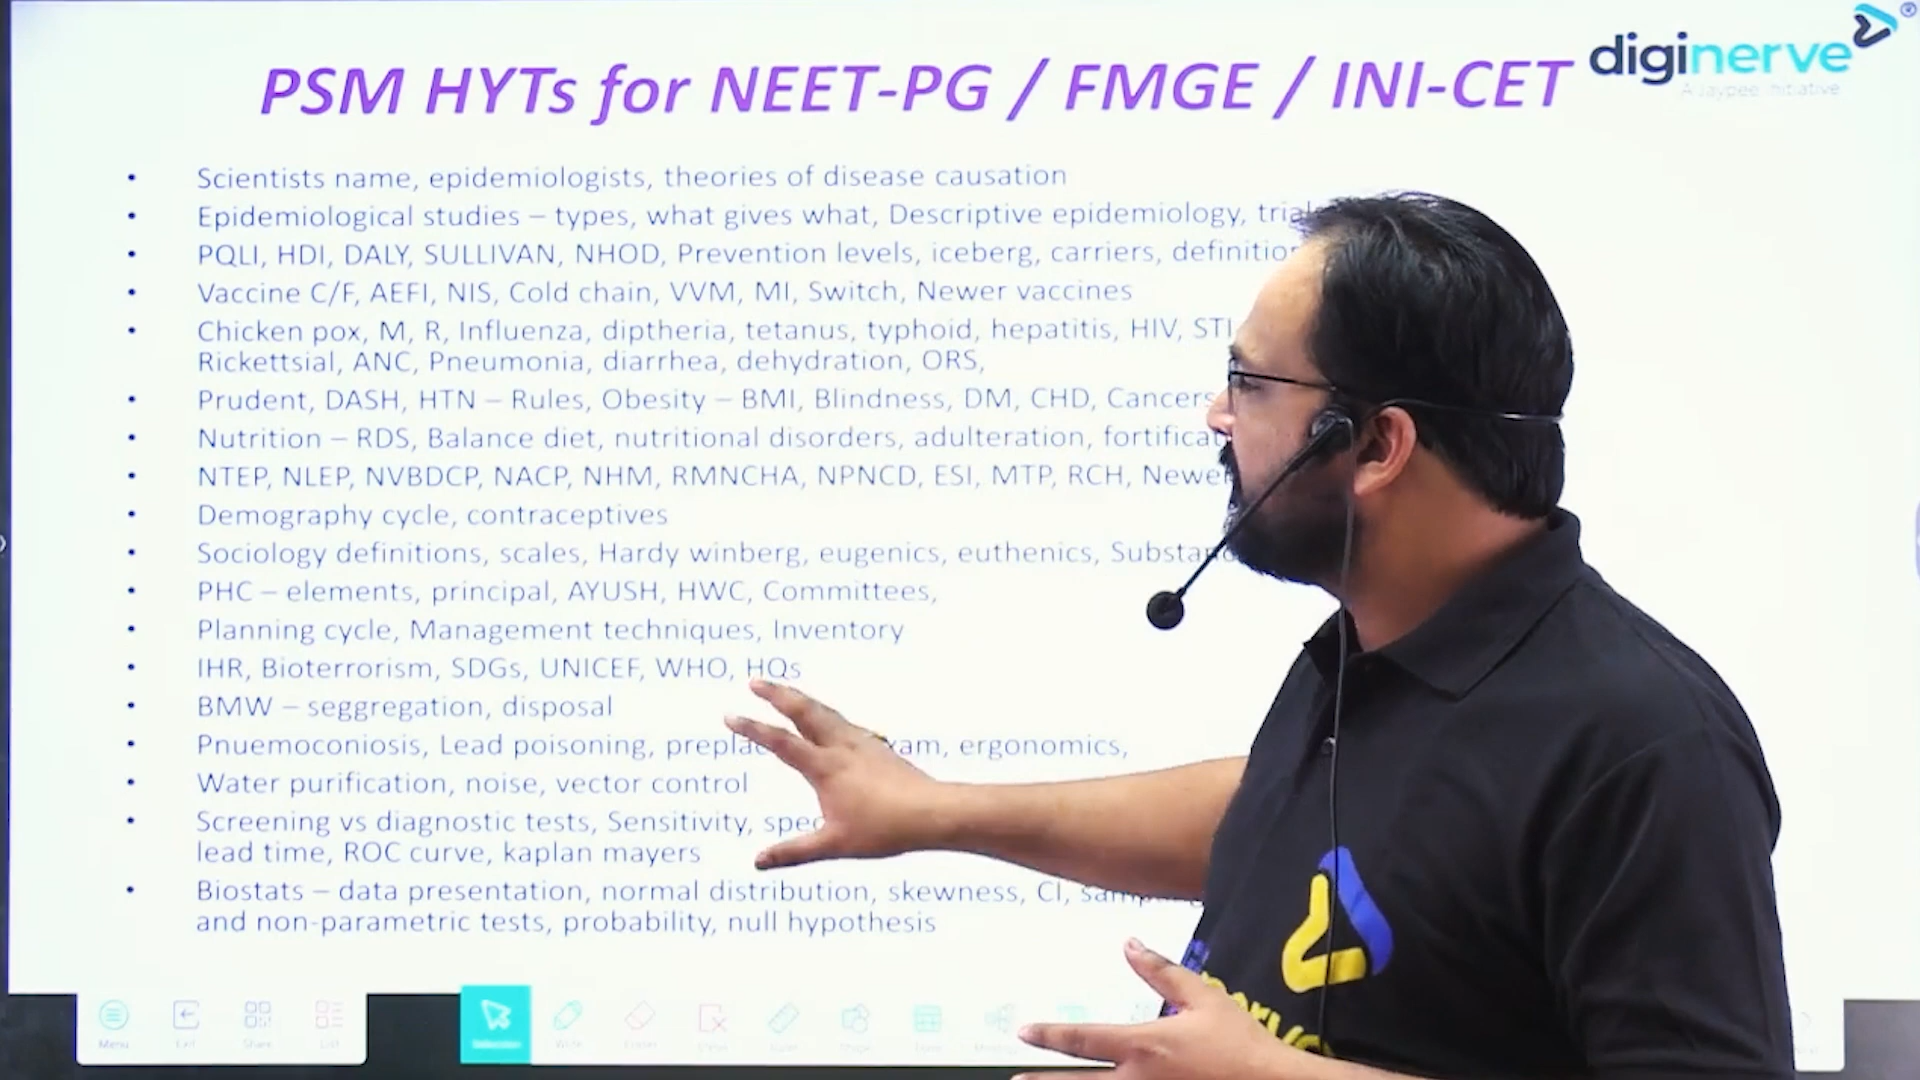 diginerve
A Jaypee Initiative
PSM HYTs for NEET-PG / FMGE / INI-CET
• Scientists name, epidemiologists, theories of disease causation
• Epidemiological studies – types, what gives what, Descriptive epidemiology,
• PQLI, HDI, DALY, SULLIVAN, NHOD, Prevention levels, iceberg, carriers,
• Vaccine C/F, AEFI, NIS, Cold chain, VVM, MI, Switch, Newer vaccines
• Chicken pox, M, R, Influenza, diptheria, tetanus, typhoid, hepatitis, HIV, STI
Rickettsial, ANC, Pneumonia, diarrhea, dehydration, ORS,
• Prudent, DASH, HTN – Rules, Obesity – BMI, Blindness, DM, CHD, Cancers
• Nutrition – RDS, Balance diet, nutritional disorders, adulteration,
• NTEP, NLEP, NVBDCP, NACP, NHM, RMNCHA, NPNCD, ESI, MTP, RCH,
• Demography cycle, contraceptives
• Sociology definitions, scales, Hardy winberg, eugenics, euthenics,
• PHC – elements, principal, AYUSH, HWC, Committees,
• Planning cycle, Management techniques, Inventory
• IHR, Bioterrorism, SDGs, UNICEF, WHO, HQs
• BMW – seggregation, disposal
• Pnuemoconiosis, Lead poisoning, ergonomics,
• Water purification, noise, vector control
• Screening vs diagnostic tests, Sensitivity,
lead time, ROC curve, kaplan mayers
• Biostats – data presentation, normal distribution, skewness, CI,
and non-parametric tests, probability, null hypothesis
Menu
Exit
Share